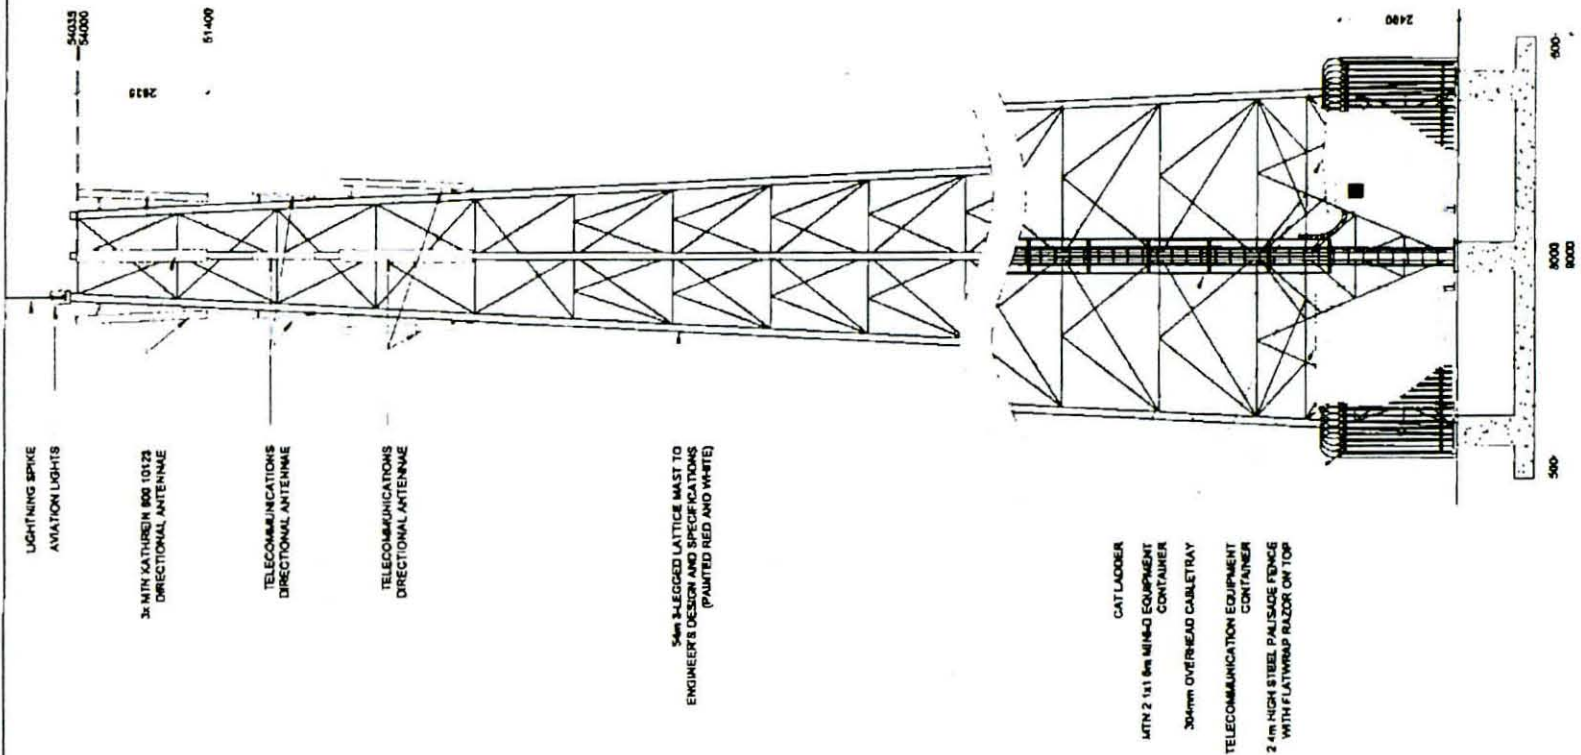 LIGHTNING SPIKE
AVIATION LIGHTS
3x MTN KATHREIN 800 10123
DIRECTIONAL ANTENNAE
TELECOMMUNICATIONS
DIRECTIONAL ANTENNAE
TELECOMMUNICATIONS
DIRECTIONAL ANTENNAE
54m 3-LEGGED LATTICE MAST TO
ENGINEER'S DESIGN AND SPECIFICATIONS
(PAINTED RED AND WHITE)
CAT LADDER
MTN 2 1x1 8m MINI-D EQUIPMENT
CONTAINER
304mm OVERHEAD CABLETRAY
TELECOMMUNICATION EQUIPMENT
CONTAINER
2 4m HIGH STEEL PALISADE FENCE
WITH FLATWRAP RAZOR ON TOP
54035
54000
2635
51400
2400
500
8000
500